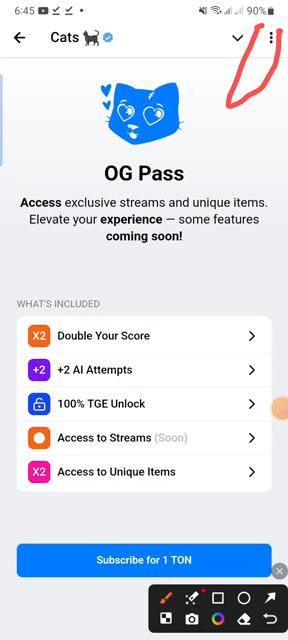 6:45 90%
Cats 🐈‍⬛
OG Pass
Access exclusive streams and unique items.
Elevate your experience — some features
coming soon!
WHAT'S INCLUDED
X2 Double Your Score
+2 +2 AI Attempts
100% TGE Unlock
Access to Streams (Soon)
X2 Access to Unique Items
Subscribe for 1 TON